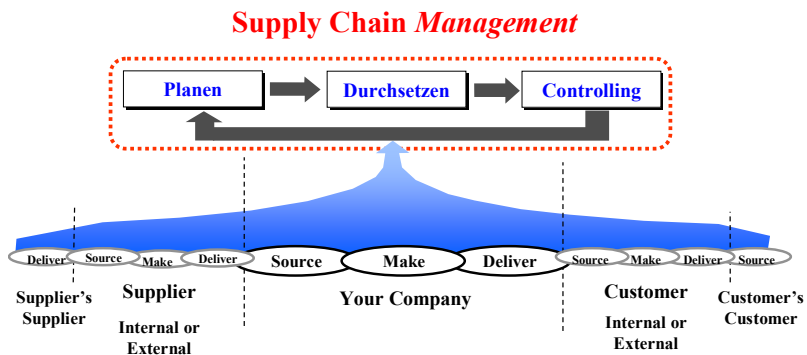 Supply Chain Management
Planen Durchsetzen Controlling
Deliver Source Make Deliver Source Make Deliver Source Make Deliver Source
Supplier's
Supplier
Supplier
Internal or
External
Your Company
Customer
Internal or
External
Customer's
Customer